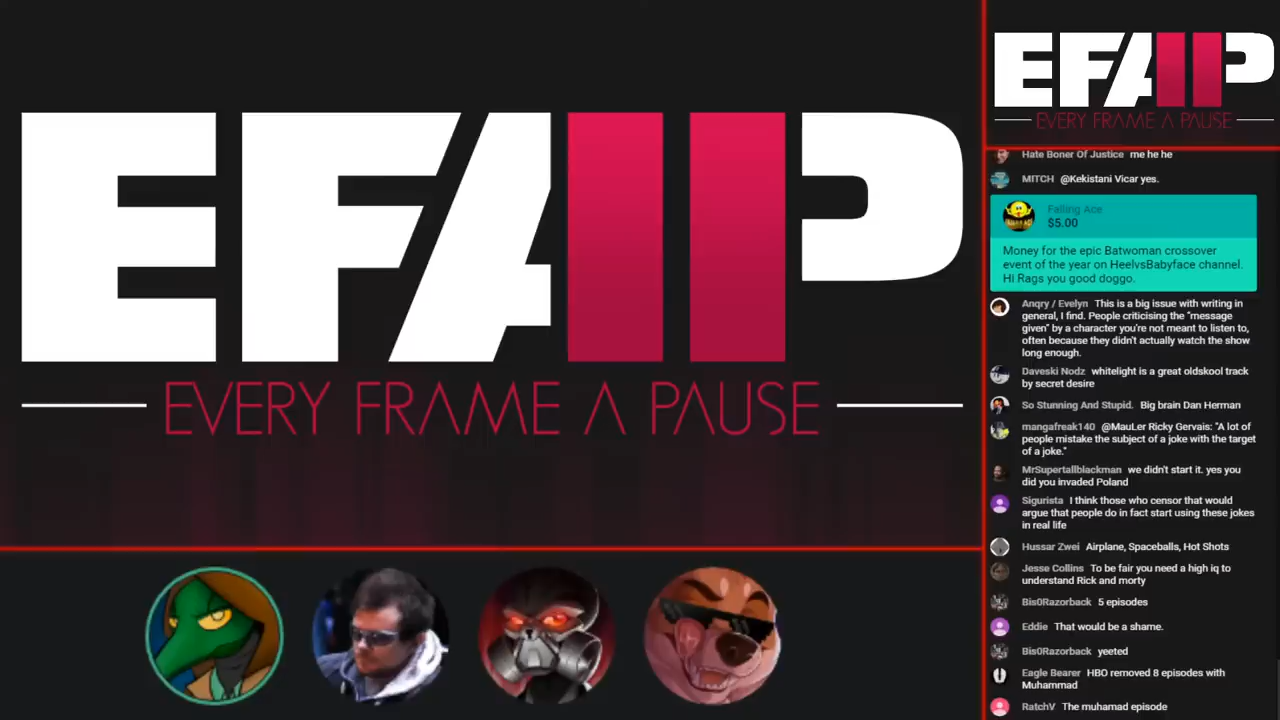 EFAP
EVERY FRAME A PAUSE
EFAP
EVERY FRAME A PAUSE
Hate Boner Of Justice me he he
MITCH @Kekistani Vicar yes.
Falling Ace
$5.00
Money for the epic Batwoman crossover
event of the year on HeelvsBabyface channel.
Hi Rags you good doggo.
Anqry / Evelyn This is a big issue with writing in
general, I find. People criticising the "message
given" by a character you're not meant to listen to,
often because they didn't actually watch the show
long enough.
Daveski Nodz whitelight is a great oldskool track
by secret desire
So Stunning And Stupid. Big brain Dan Herman
mangafreak140 @MauLer Ricky Gervais: "A lot of
people mistake the subject of a joke with the target
of a joke."
MrSupertallblackman we didn't start it. yes you
did you invaded Poland
Sigurista I think those who censor that would
argue that people do in fact start using these jokes
in real life
Hussar Zwei Airplane, Spaceballs, Hot Shots
Jesse Collins To be fair you need a high iq to
understand Rick and morty
Bis0Razorback 5 episodes
Eddie That would be a shame.
Bis0Razorback yeeted
Eagle Bearer HBO removed 8 episodes with
Muhammad
RatchV The muhamad episode